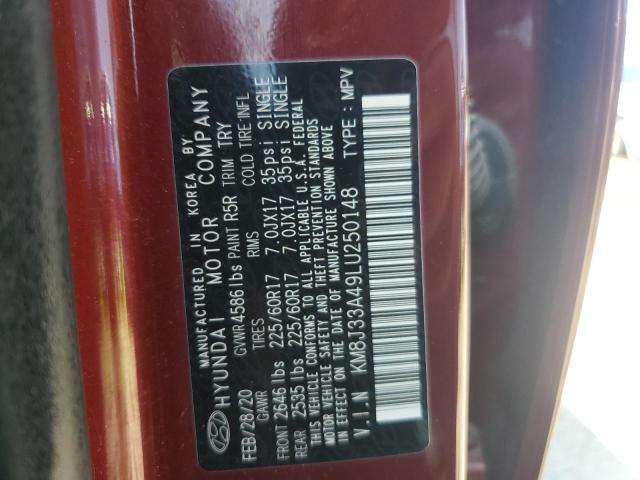 MANUFACTURED IN KOREA BY
HYUNDAI MOTOR COMPANY
FEB/28/20 GVWR 4586 lbs PAINT R5R TRIM TRY
GAWR TIRES RIMS COLD TIRE INFL
FRONT 2646 lbs 225/60R17 7.0JX17 35psi SINGLE
REAR 2535 lbs 225/60R17 7.0JX17 35psi SINGLE
THIS VEHICLE CONFORMS TO ALL APPLICABLE U.S.A. FEDERAL
MOTOR VEHICLE SAFETY AND THEFT PREVENTION STANDARDS
IN EFFECT ON THE DATE OF MANUFACTURE SHOWN ABOVE
V.I.N KM8J33A49LU250148 TYPE : MPV